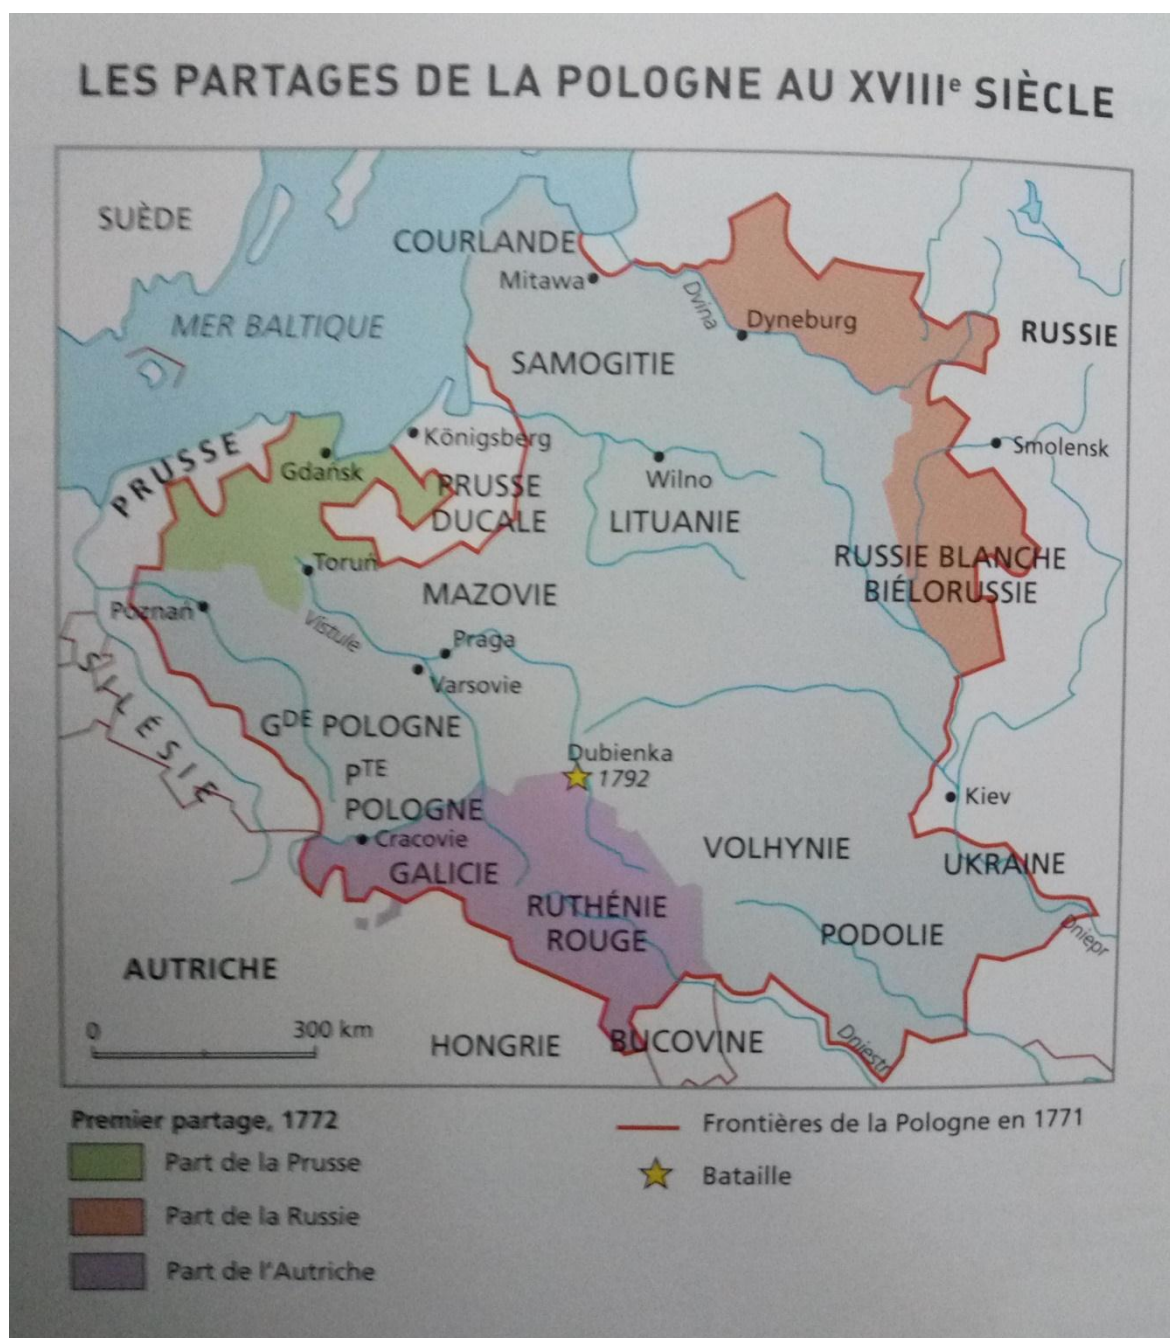 LES PARTAGES DE LA POLOGNE AU XVIIIe SIÈCLE
SUÈDE
COURLANDE
Mitawa
MER BALTIQUE
Dvina
Dyneburg
RUSSIE
SAMOGITIE
PRUSSE
Königsberg
Gdańsk
Smolensk
Wilno
PRUSSE
DUCALE
LITUANIE
RUSSIE BLANCHE
BIÉLORUSSIE
Toruń
MAZOVIE
Poznań
Vistule
Praga
Varsovie
SILÉSIE
GDE POLOGNE
PTE
POLOGNE
Dubienka
1792
Kiev
Cracovie
GALICIE
VOLHYNIE
UKRAINE
RUTHÉNIE
ROUGE
PODOLIE
Dniepr
AUTRICHE
0 300 km
HONGRIE
BUCOVINE
Dniestr
Premier partage, 1772
Part de la Prusse
Part de la Russie
Part de l'Autriche
Frontières de la Pologne en 1771
Bataille